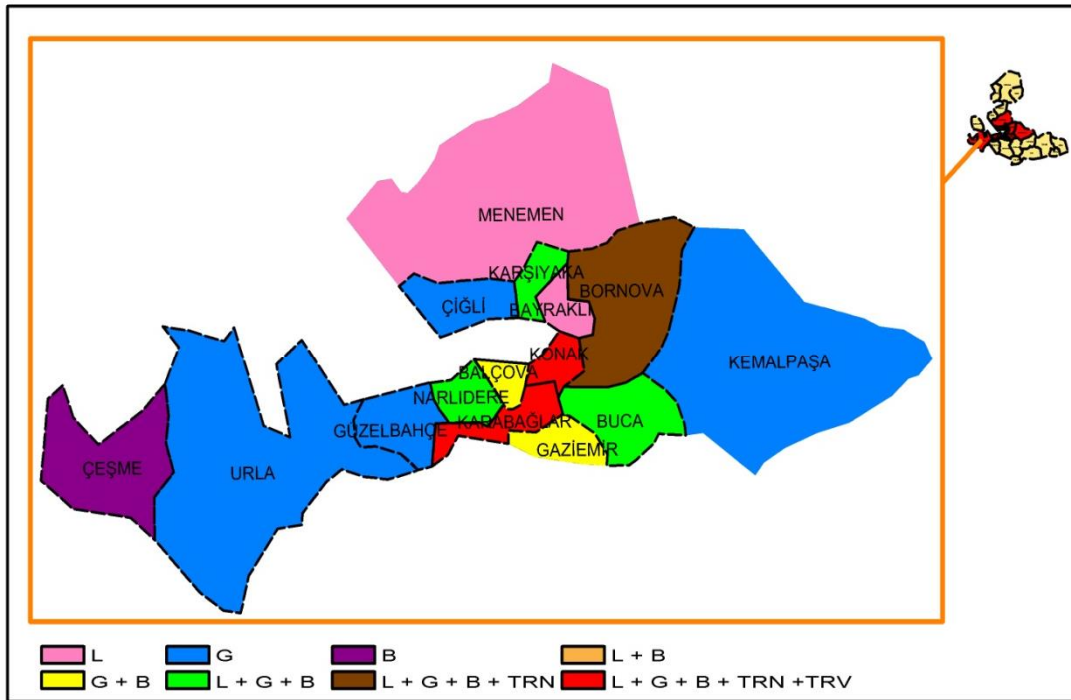 MENEMEN
KARŞIYAKA
BORNOVA
ÇİĞLİ
BAYRAKLI
KONAK
KEMALPAŞA
BALÇOVA
NARLIDERE
KARABAĞLAR
BUCA
GÜZELBAHÇE
GAZİEMİR
ÇEŞME
URLA
L G B L + B
G + B L + G + B L + G + B + TRN L + G + B + TRN +TRV